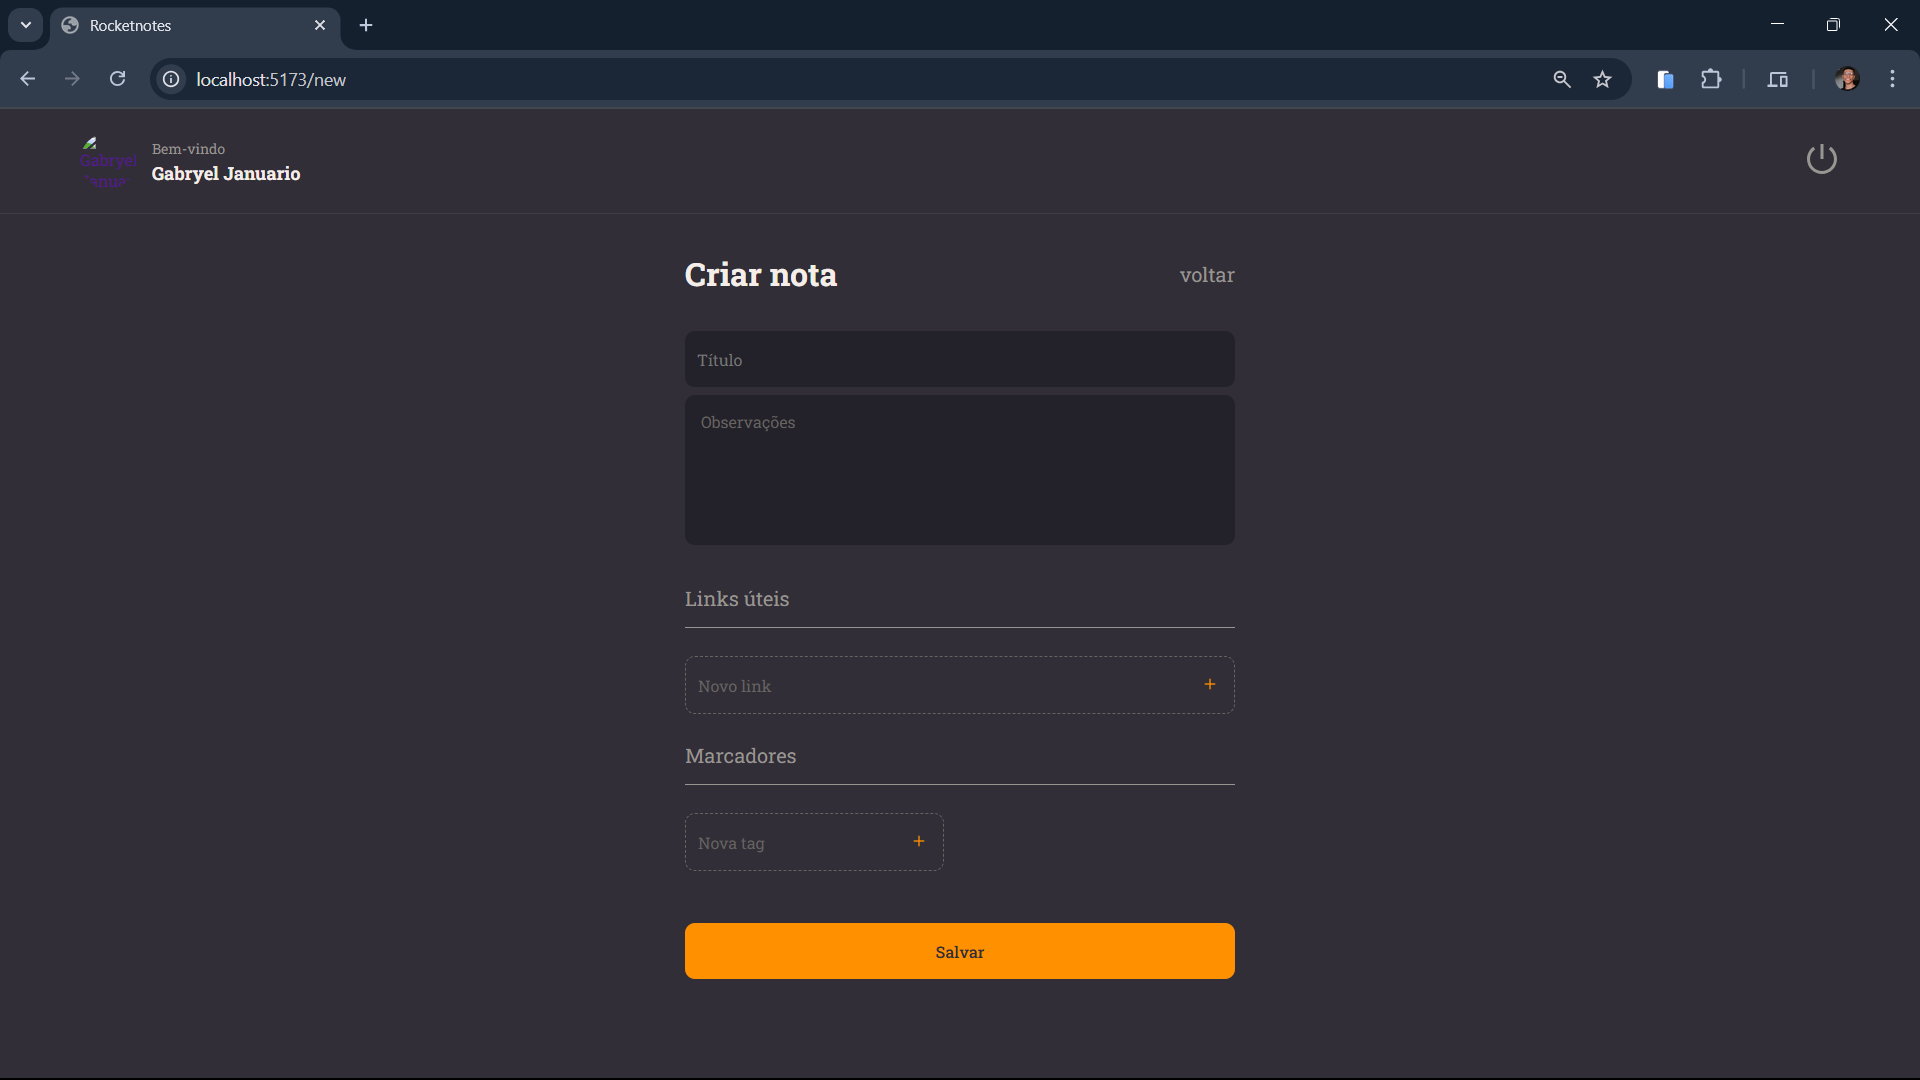 Rocketnotes
localhost:5173/new
Gabryel
Bem-vindo
Gabryel Januario
Criar nota
voltar
Título
Observações
Links úteis
Novo link
Marcadores
Nova tag
Salvar